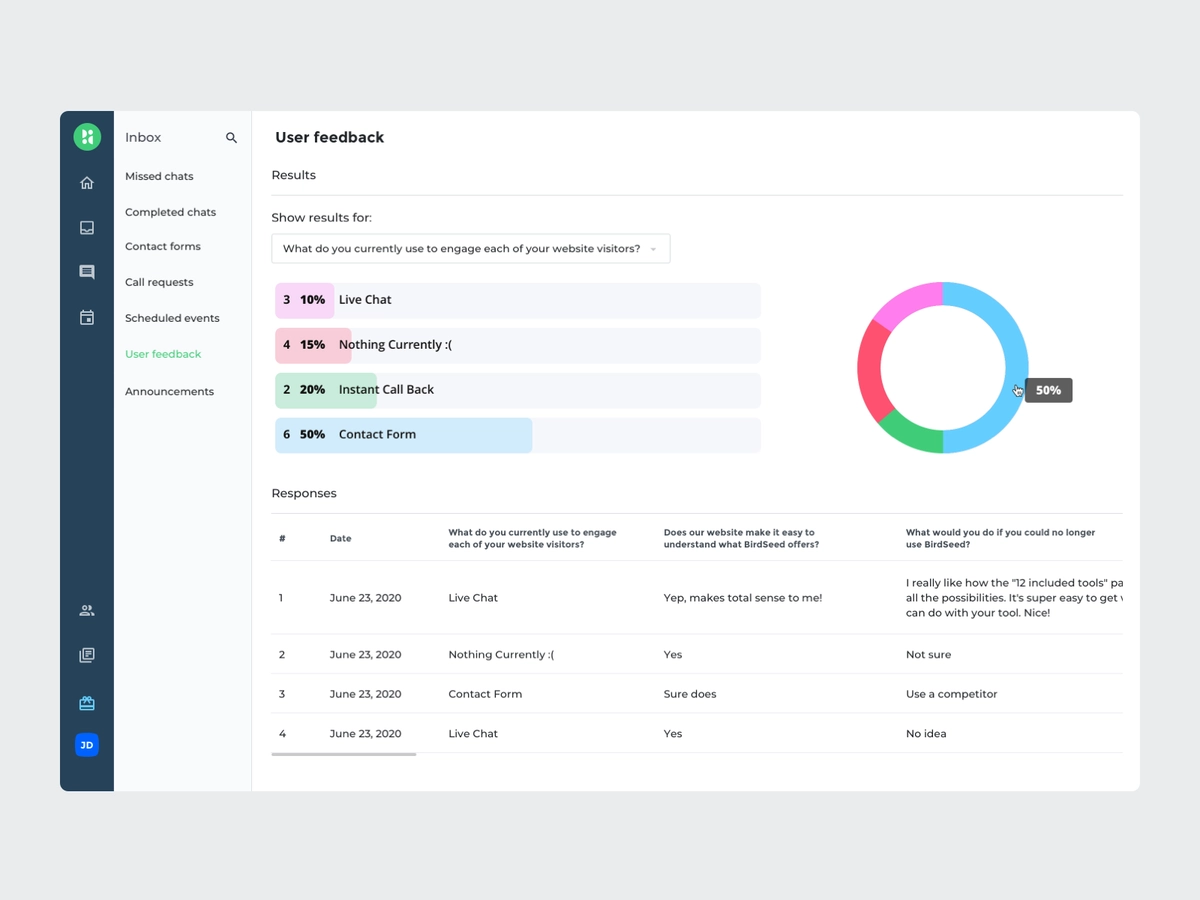 Inbox
Missed chats
Completed chats
Contact forms
Call requests
Scheduled events
User feedback
Announcements
JD
User feedback
Results
Show results for:
What do you currently use to engage each of your website visitors?
3 10% Live Chat
4 15% Nothing Currently :(
2 20% Instant Call Back
6 50% Contact Form
50%
Responses
# Date What do you currently use to engage each of your website visitors? Does our website make it easy to understand what BirdSeed offers? What would you do if you could no longer use BirdSeed?
1 June 23, 2020 Live Chat Yep, makes total sense to me!
I really like how the "12 included tools" pa
all the possibilities. It's super easy to get
can do with your tool. Nice!
2 June 23, 2020 Nothing Currently :( Yes Not sure
3 June 23, 2020 Contact Form Sure does Use a competitor
4 June 23, 2020 Live Chat Yes No idea